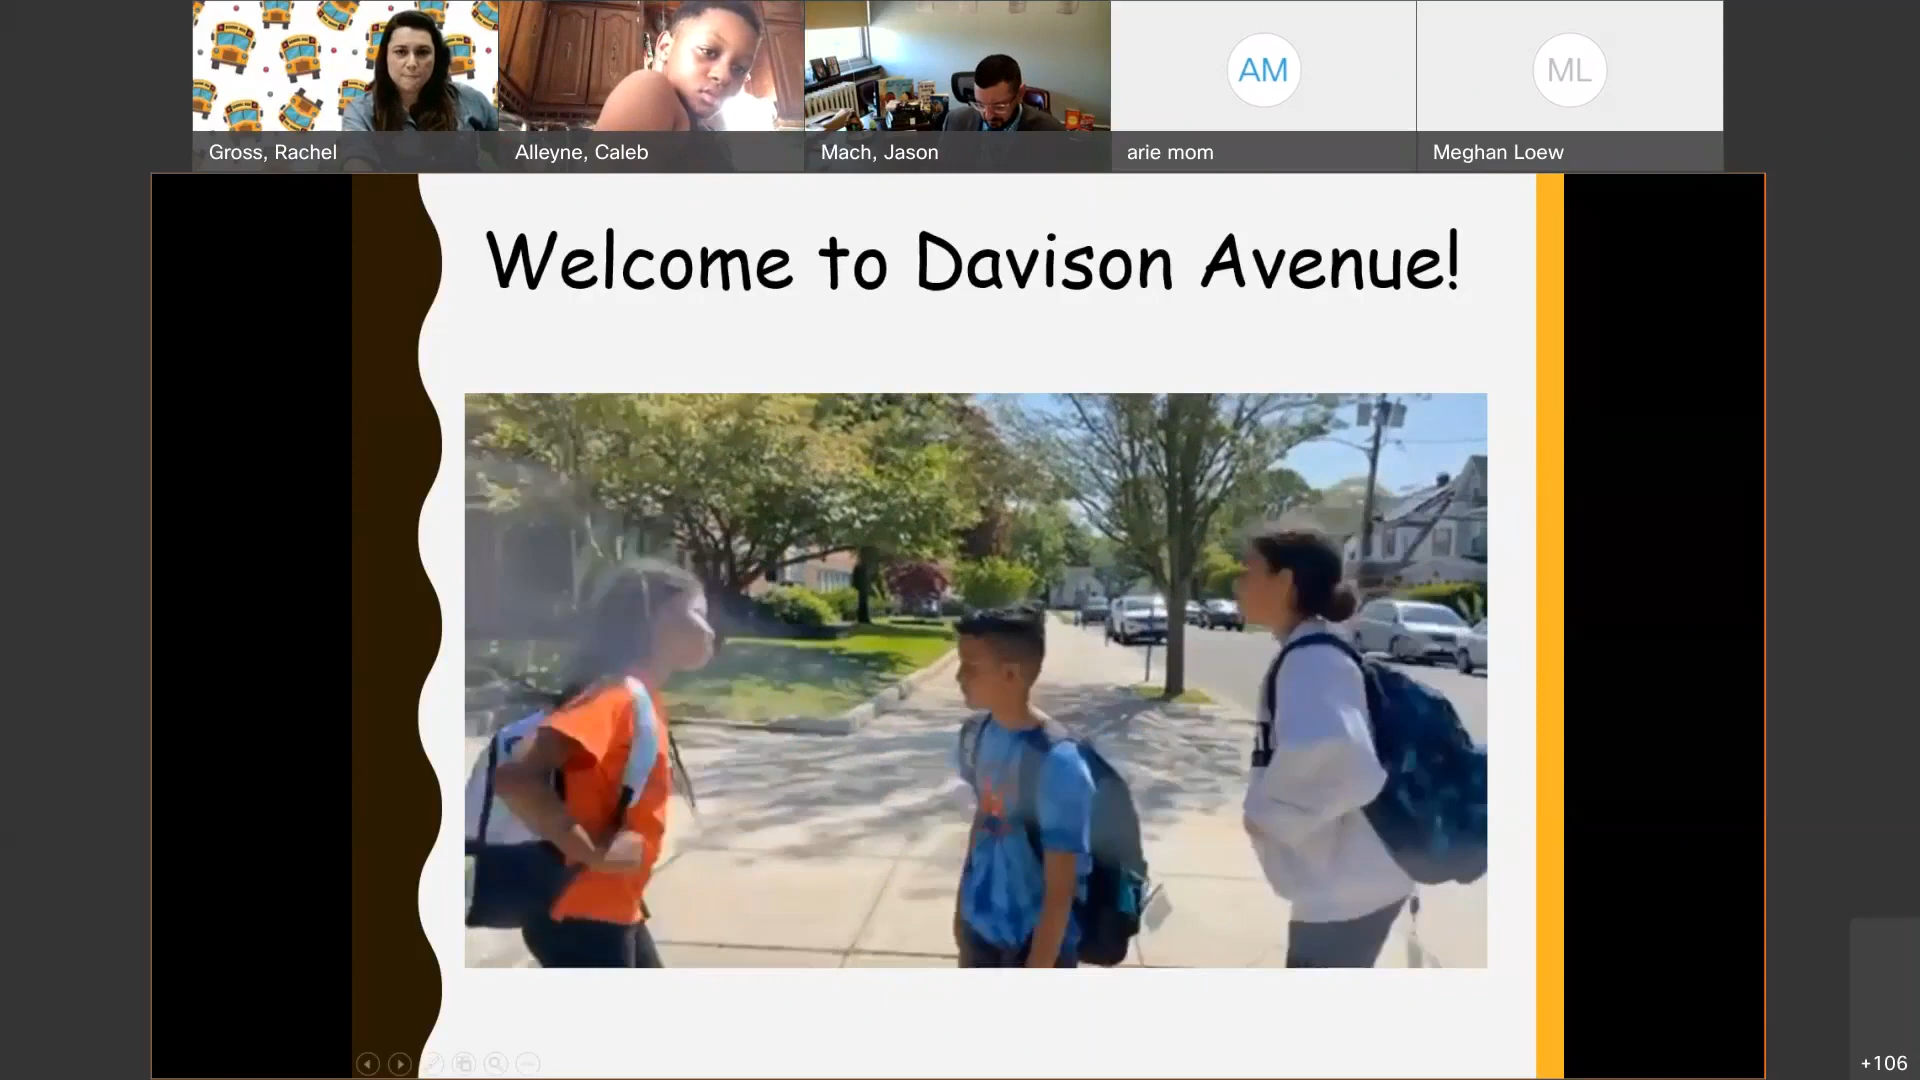 Gross, Rachel
Alleyne, Caleb
Mach, Jason
AM
arie mom
ML
Meghan Loew
Welcome to Davison Avenue!
+106